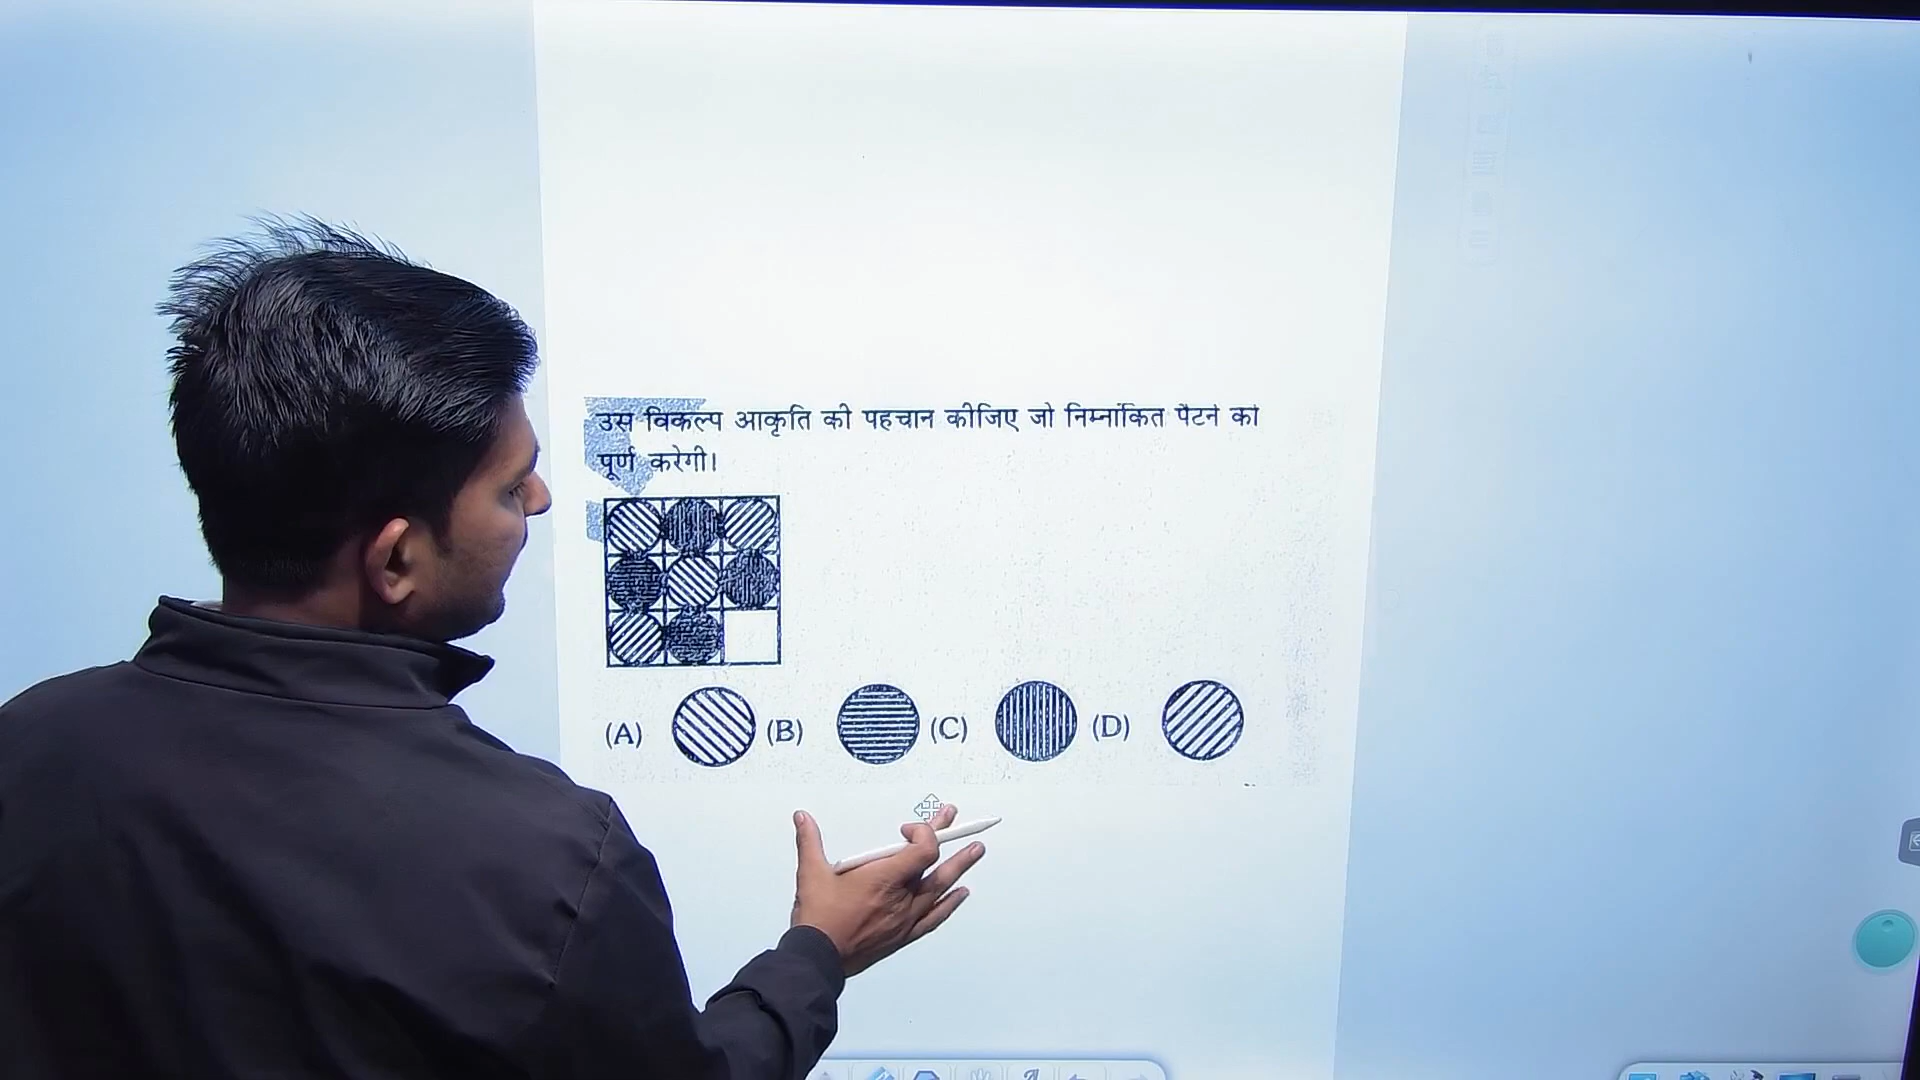 उस विकल्प आकृति की पहचान कीजिए जो निम्नांकित पैटर्न को
पूर्ण करेगी।
(A) (B) (C) (D)